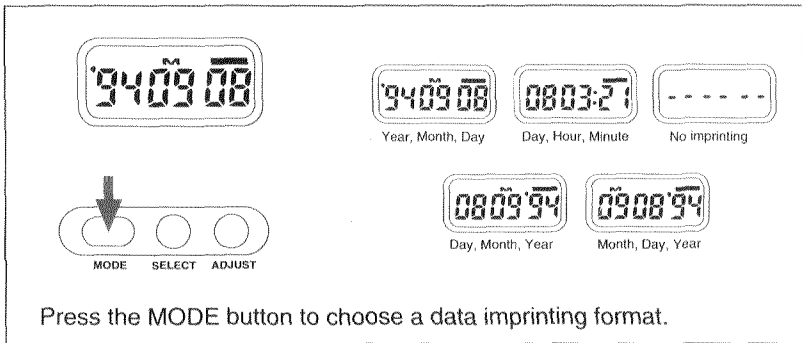 '94 09 08
M
'94 09 08
M
Year, Month, Day
08 03:21
Day, Hour, Minute
- - - - - -
No imprinting
MODE SELECT ADJUST
08 09 '94
M
Day, Month, Year
09 08 '94
M
Month, Day, Year
Press the MODE button to choose a data imprinting format.